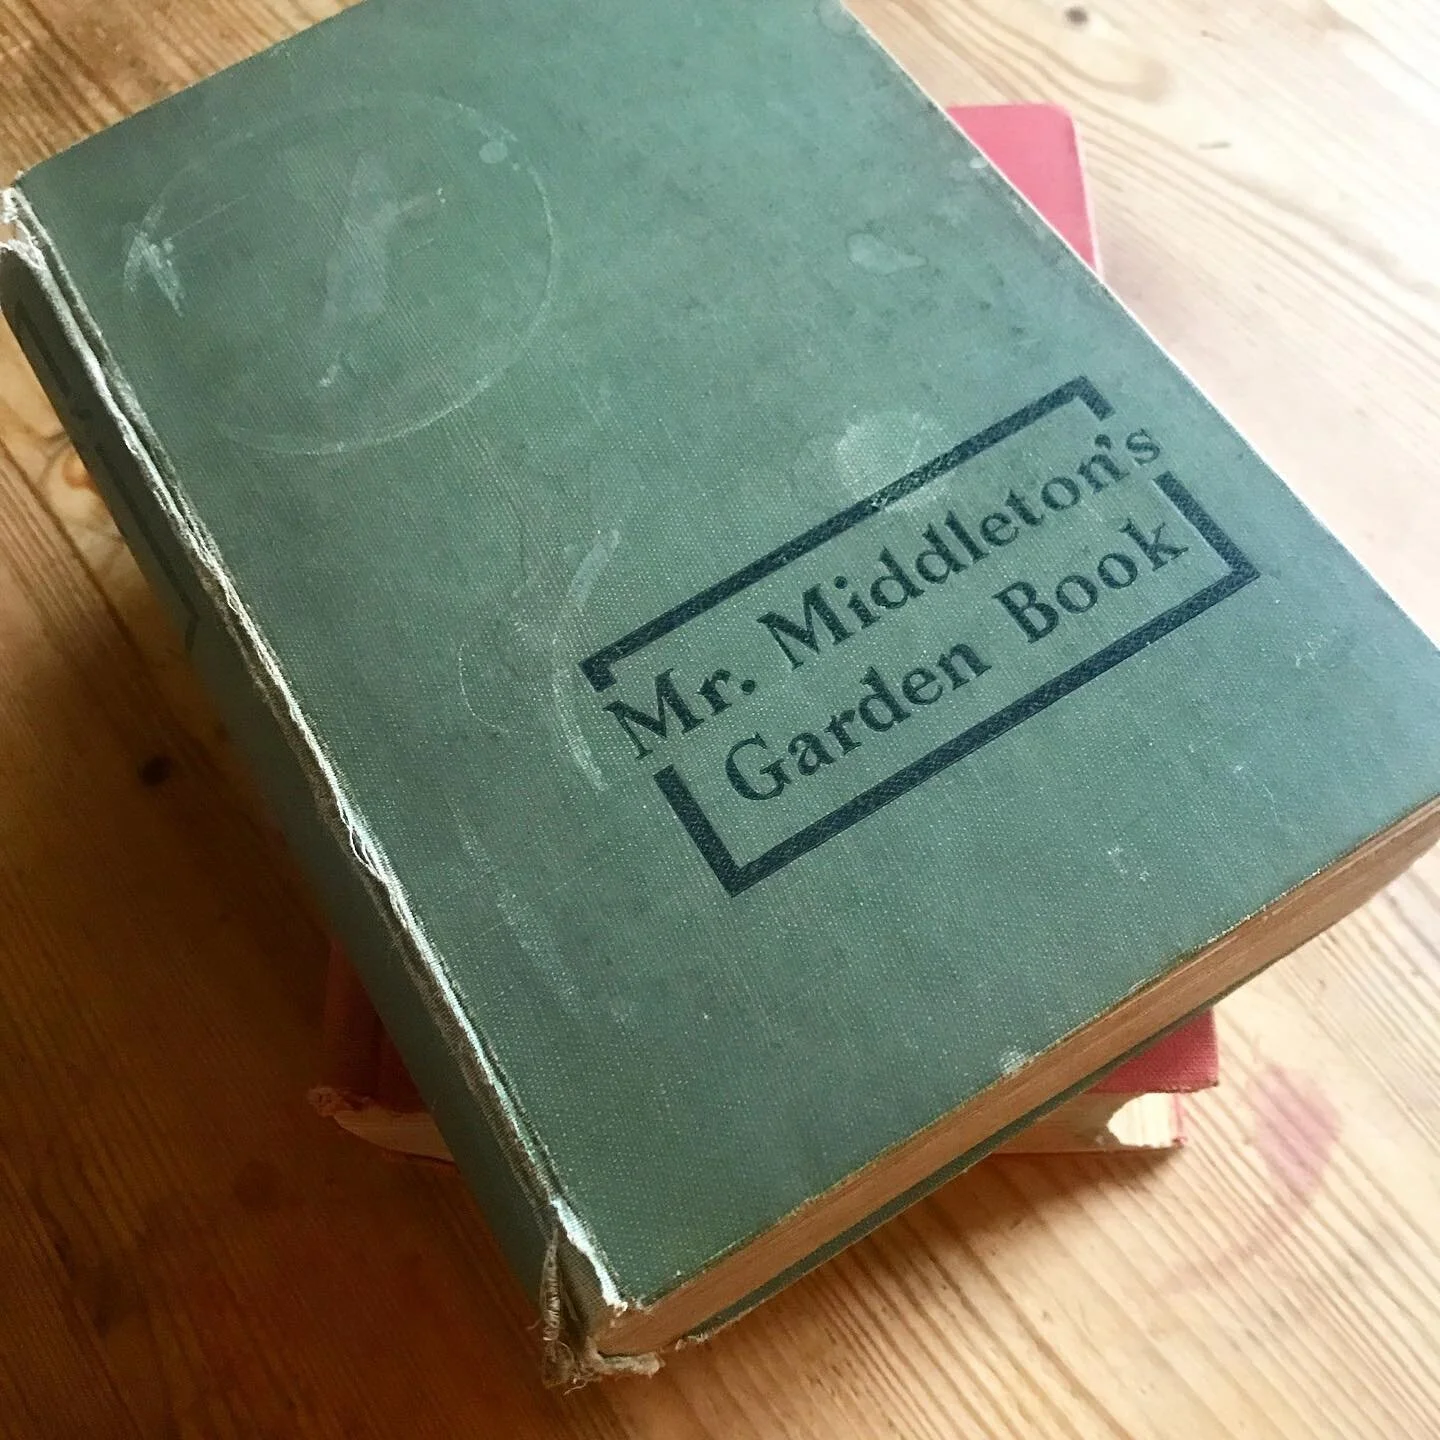 Mr. Middleton's
Garden Book